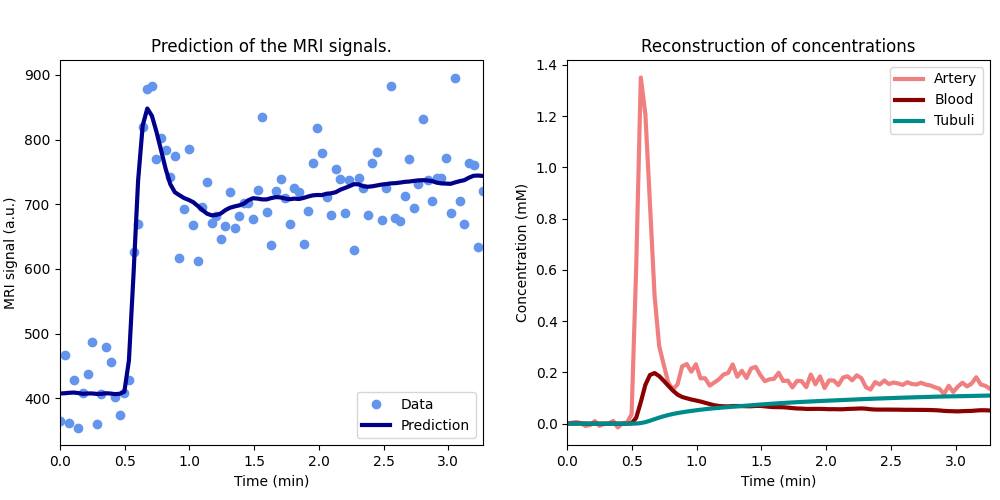 Prediction of the MRI signals.
900
800
700
600
500
400
MRI signal (a.u.)
0.0 0.5 1.0 1.5 2.0 2.5 3.0
Time (min)
Data
Prediction
Reconstruction of concentrations
1.4
1.2
1.0
0.8
0.6
0.4
0.2
0.0
Concentration (mM)
0.0 0.5 1.0 1.5 2.0 2.5 3.0
Time (min)
Artery
Blood
Tubuli